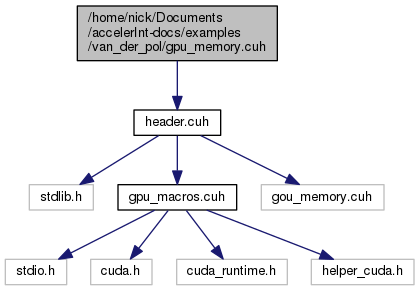 /home/nick/Documents
/accelerInt-docs/examples
/van_der_pol/gpu_memory.cuh
header.cuh
stdlib.h
gpu_macros.cuh
gou_memory.cuh
stdio.h
cuda.h
cuda_runtime.h
helper_cuda.h